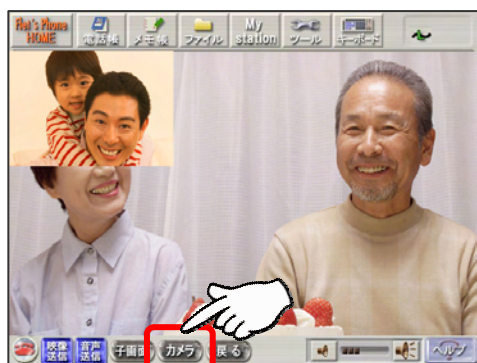 Flet's Phone
HOME
電話帳
メモ帳
ファイル
My
station
ツール
キーボード
映像
送信
音声
送信
子画面
カメラ
戻る
ヘルプ